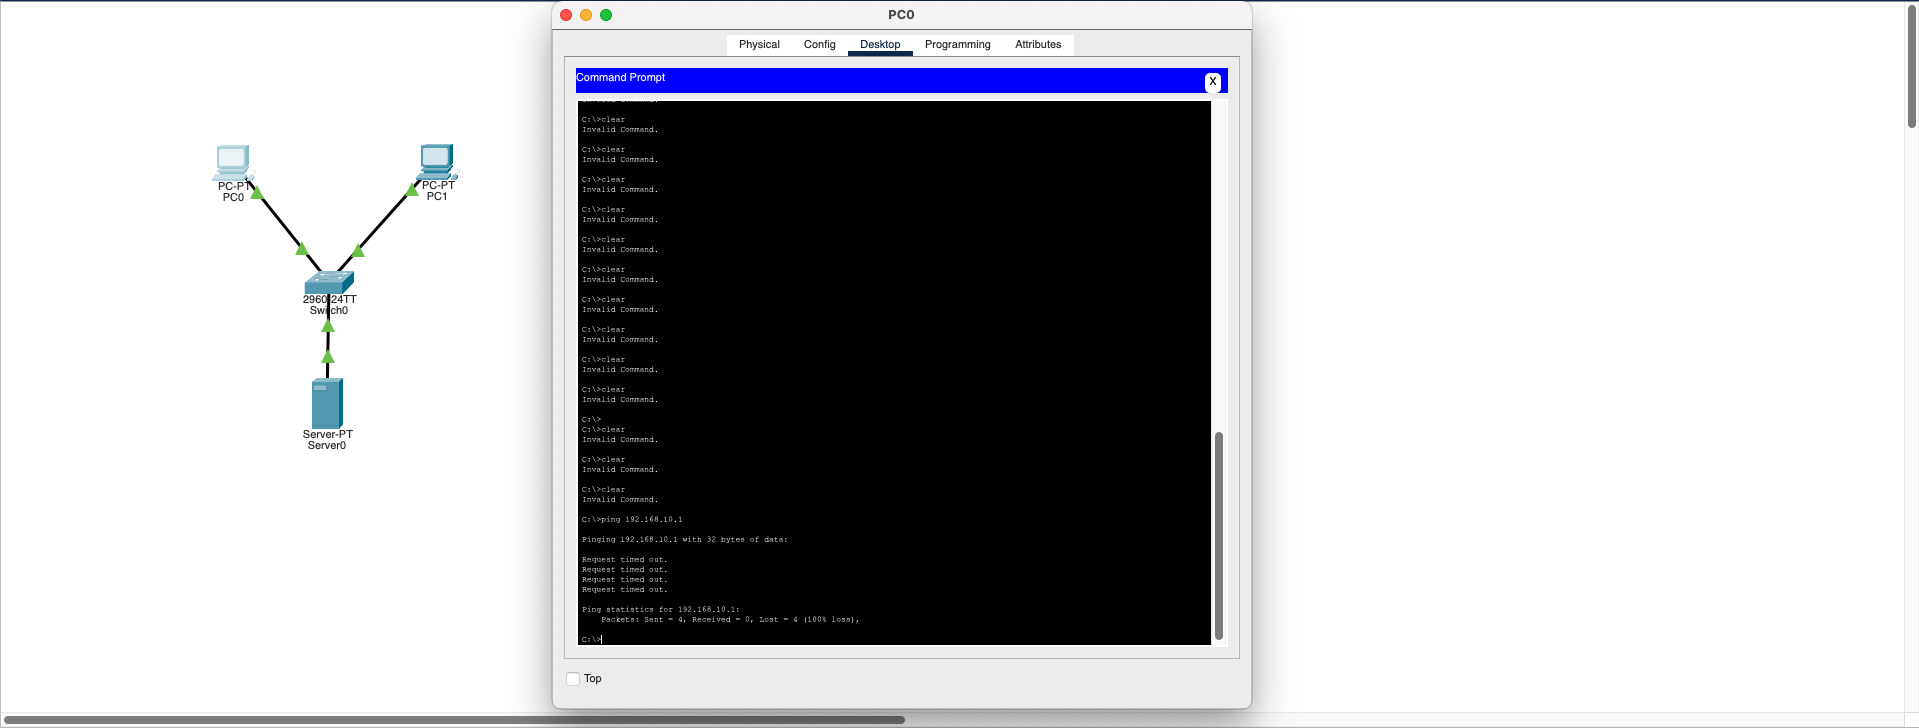 PC0
Physical
Config
Desktop
Programming
Attributes
Command Prompt
X
C:\>clear
Invalid Command.
C:\>clear
Invalid Command.
C:\>clear
Invalid Command.
C:\>clear
Invalid Command.
C:\>clear
Invalid Command.
C:\>clear
Invalid Command.
C:\>clear
Invalid Command.
C:\>clear
Invalid Command.
C:\>clear
Invalid Command.
C:\>clear
Invalid Command.
C:\>
C:\>clear
Invalid Command.
C:\>clear
Invalid Command.
C:\>clear
Invalid Command.
C:\>ping 192.168.10.1
Pinging 192.168.10.1 with 32 bytes of data:
Request timed out.
Request timed out.
Request timed out.
Request timed out.
Ping statistics for 192.168.10.1:
Packets: Sent = 4, Received = 0, Lost = 4 (100% loss),
C:\>
Top
PC-PT
PC0
PC-PT
PC1
2960-24TT
Switch0
Server-PT
Server0